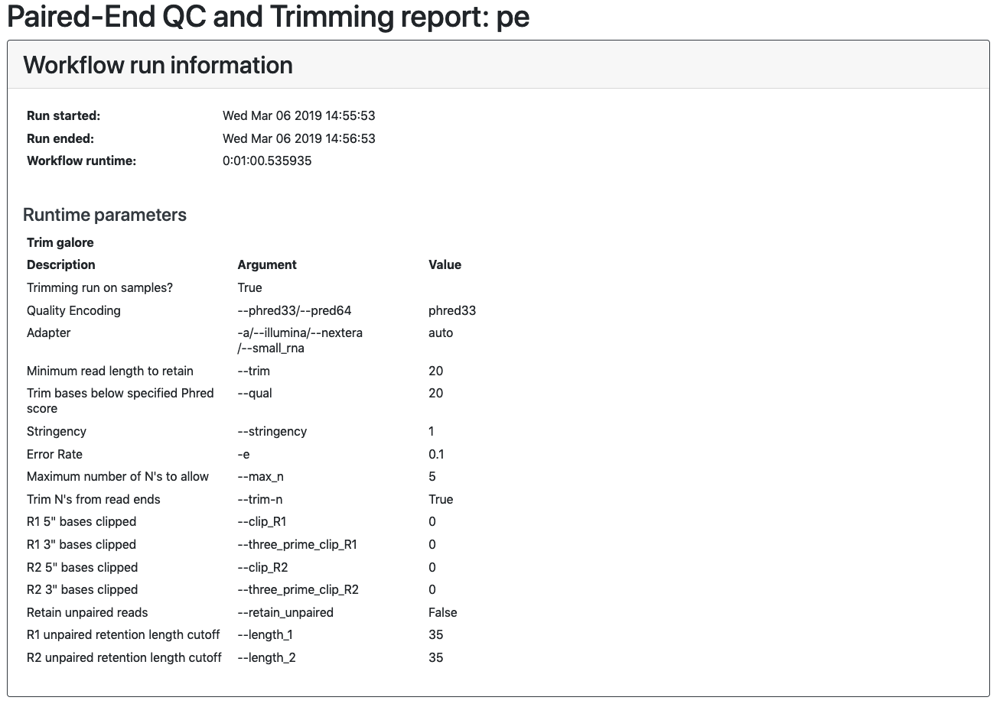 Paired-End QC and Trimming report: pe
Workflow run information
Run started: Wed Mar 06 2019 14:55:53
Run ended: Wed Mar 06 2019 14:56:53
Workflow runtime: 0:01:00.535935
Runtime parameters
Trim galore
Description Argument Value
Trimming run on samples? True
Quality Encoding --phred33/--pred64 phred33
Adapter -a/--illumina/--nextera auto
/--small_rna
Minimum read length to retain --trim 20
Trim bases below specified Phred --qual 20
score
Stringency --stringency 1
Error Rate -e 0.1
Maximum number of N's to allow --max_n 5
Trim N's from read ends --trim-n True
R1 5" bases clipped --clip_R1 0
R1 3" bases clipped --three_prime_clip_R1 0
R2 5" bases clipped --clip_R2 0
R2 3" bases clipped --three_prime_clip_R2 0
Retain unpaired reads --retain_unpaired False
R1 unpaired retention length cutoff --length_1 35
R2 unpaired retention length cutoff --length_2 35